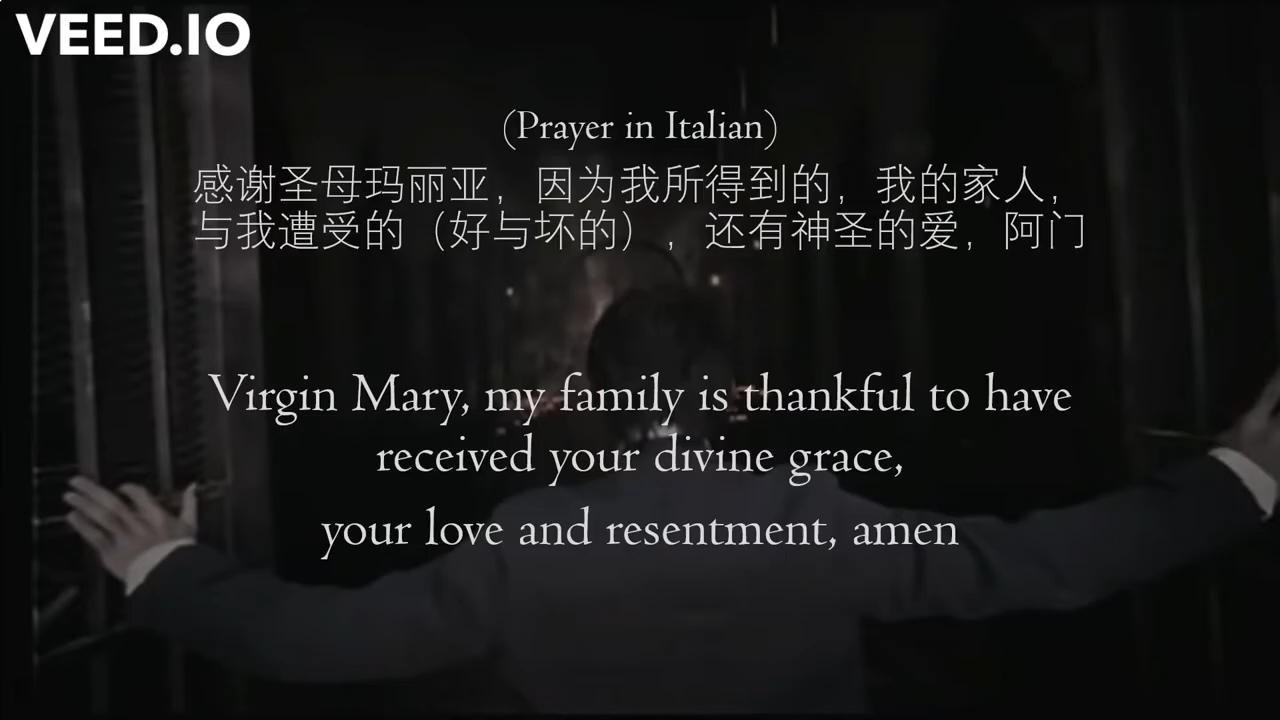 VEED.IO
(Prayer in Italian)
感谢圣母玛丽亚，因为我所得到的，我的家人，
与我遭受的（好与坏的），还有神圣的爱，阿门
Virgin Mary, my family is thankful to have
received your divine grace,
your love and resentment, amen